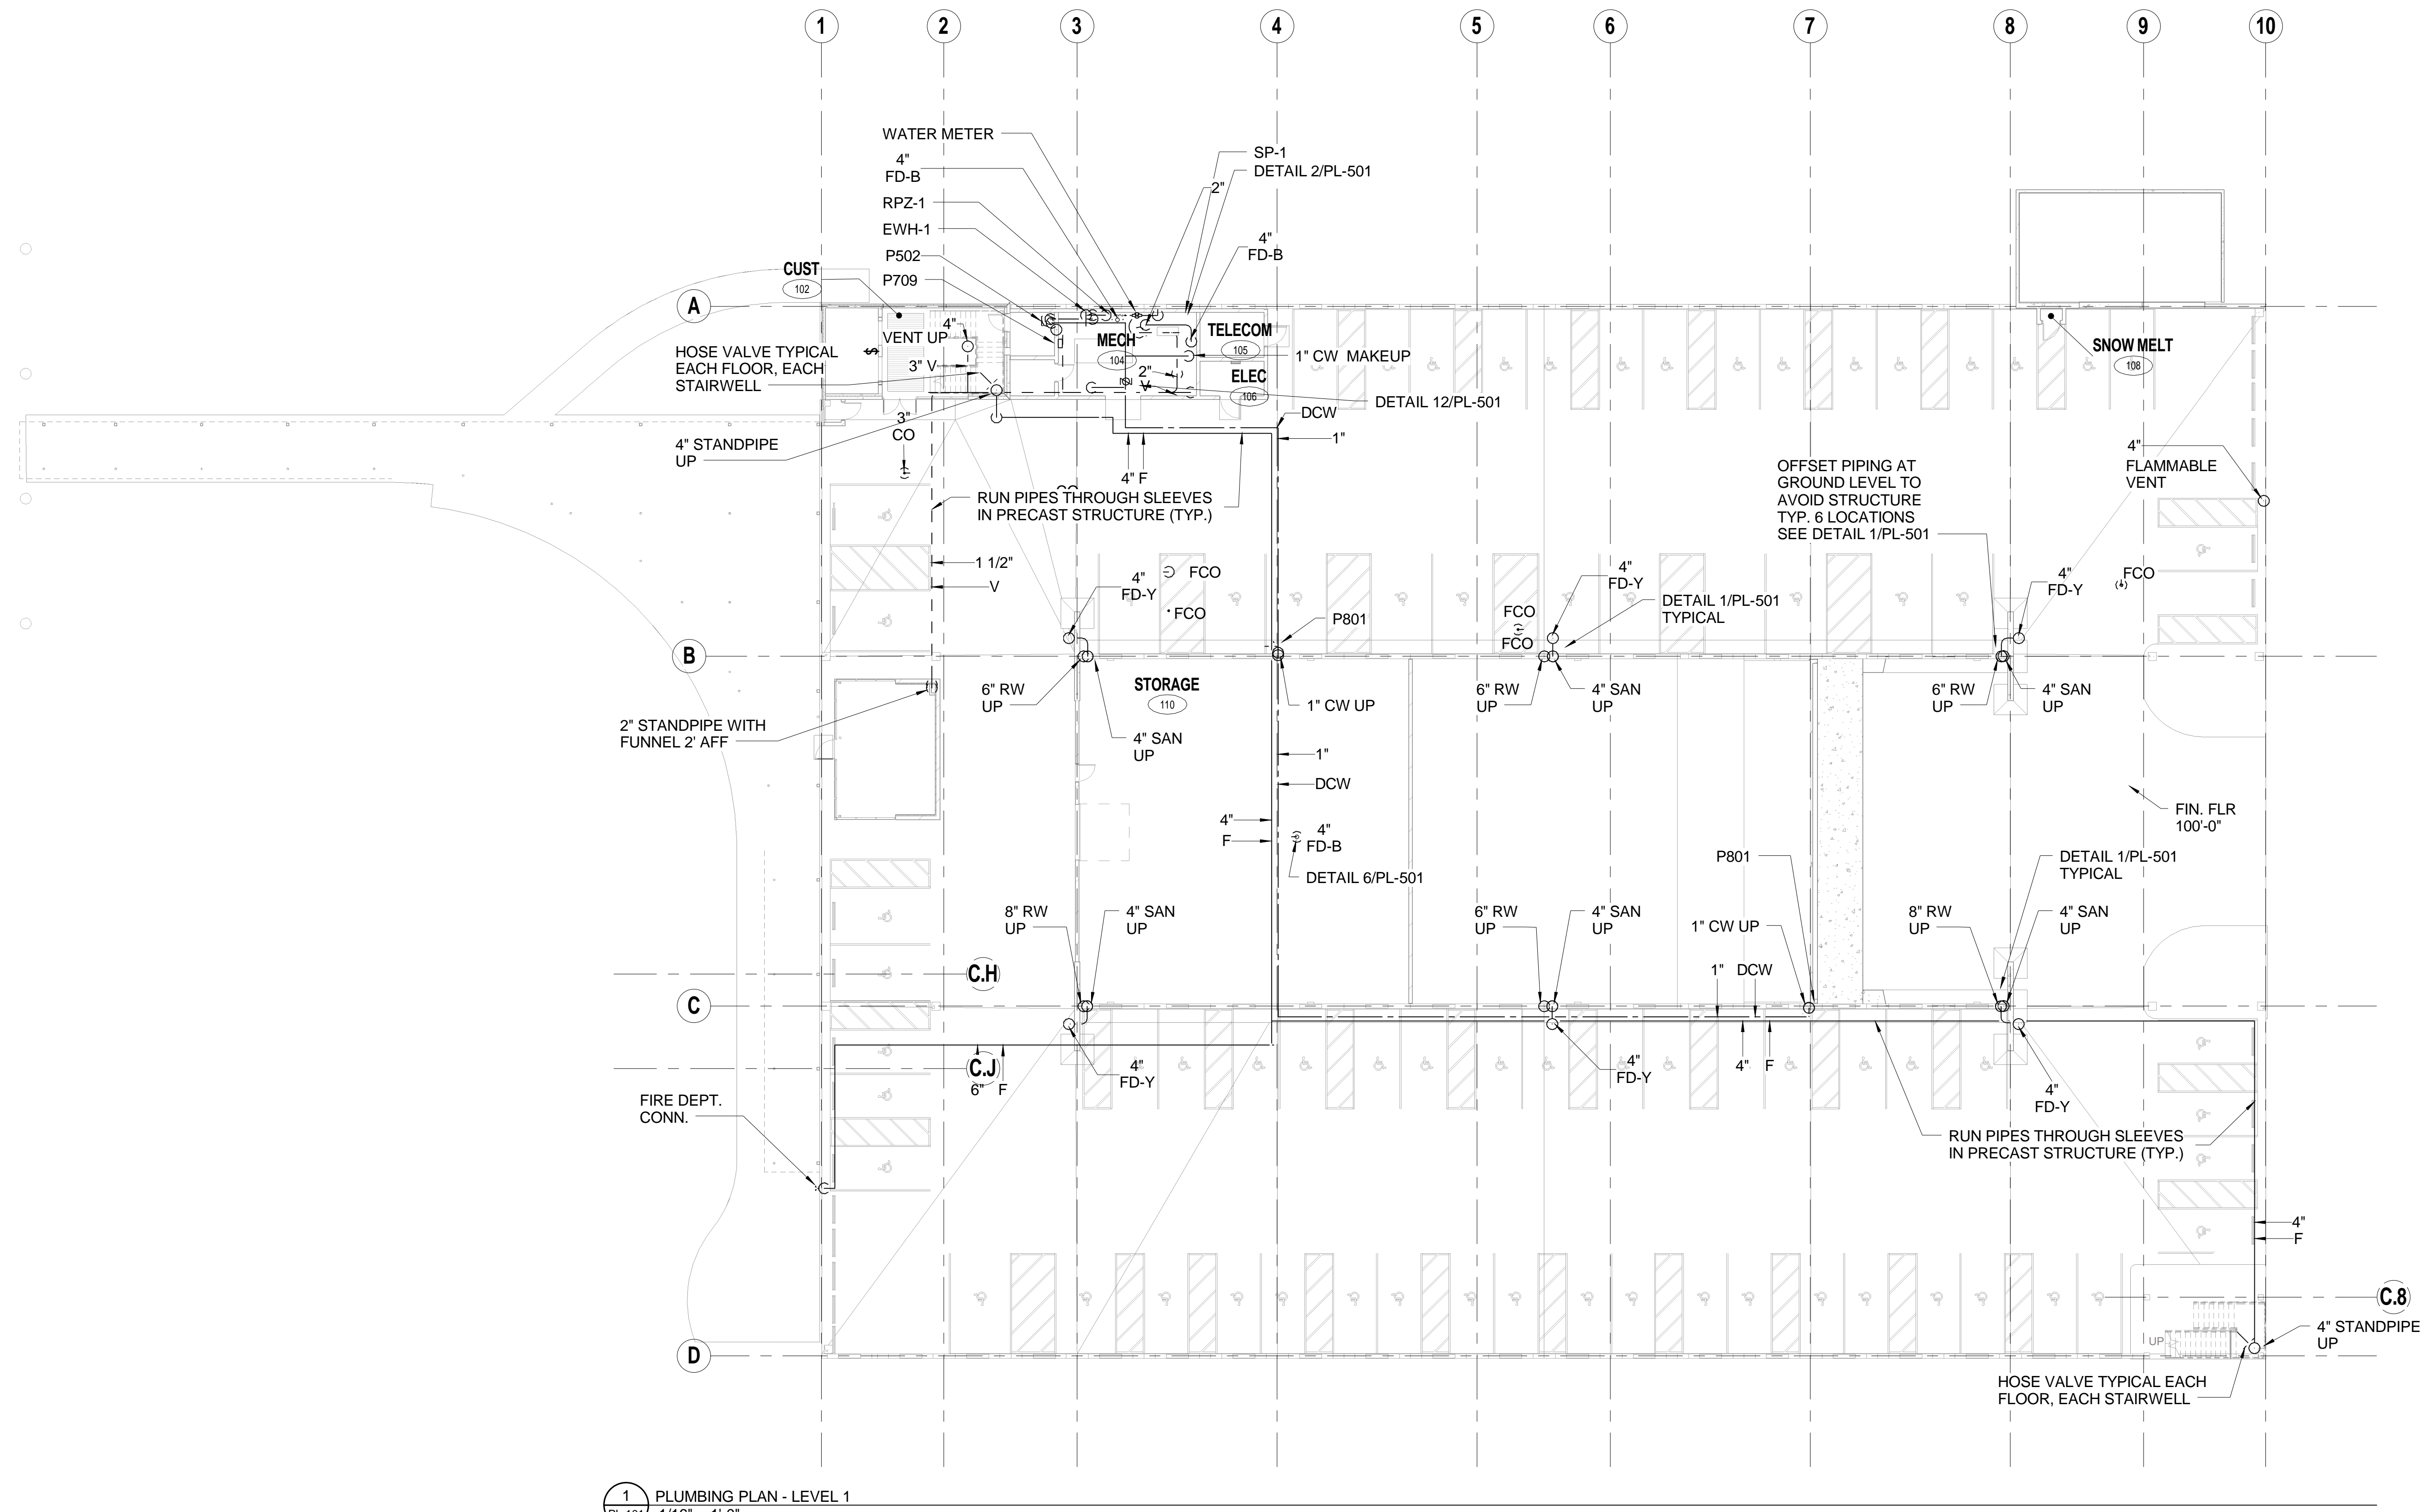 1
2
3
4
5
6
7
8
9
10
WATER METER
4"
FD-B
RPZ-1
EWH-1
P502
P709
SP-1
DETAIL 2/PL-501
2"
4"
FD-B
CUST
102
A
4"
VENT UP
3" V
HOSE VALVE TYPICAL
EACH FLOOR, EACH
STAIRWELL
MECH
104
TELECOM
105
1" CW MAKEUP
2"
V
ELEC
106
DETAIL 12/PL-501
SNOW MELT
108
3"
CO
4" STANDPIPE
UP
DCW
1"
4" F
RUN PIPES THROUGH SLEEVES
IN PRECAST STRUCTURE (TYP.)
OFFSET PIPING AT
GROUND LEVEL TO
AVOID STRUCTURE
TYP. 6 LOCATIONS
SEE DETAIL 1/PL-501
4"
FLAMMABLE
VENT
1 1/2"
V
4"
FD-Y
FCO
FCO
P801
FCO
FCO
4"
FD-Y
DETAIL 1/PL-501
TYPICAL
4"
FD-Y
FCO
B
6" RW
UP
STORAGE
110
4" SAN
UP
1" CW UP
6" RW
UP
4" SAN
UP
6" RW
UP
4" SAN
UP
2" STANDPIPE WITH
FUNNEL 2' AFF
1"
DCW
4"
F
4"
FD-B
DETAIL 6/PL-501
FIN. FLR
100'-0"
P801
DETAIL 1/PL-501
TYPICAL
8" RW
UP
4" SAN
UP
6" RW
UP
4" SAN
UP
1" CW UP
8" RW
UP
4" SAN
UP
C.H
1" DCW
C
C.J
6" F
4"
FD-Y
4"
FD-Y
4" F
4"
FD-Y
FIRE DEPT.
CONN.
RUN PIPES THROUGH SLEEVES
IN PRECAST STRUCTURE (TYP.)
4"
F
C.8
4" STANDPIPE
UP
UP
D
HOSE VALVE TYPICAL EACH
FLOOR, EACH STAIRWELL
1
PLUMBING PLAN - LEVEL 1